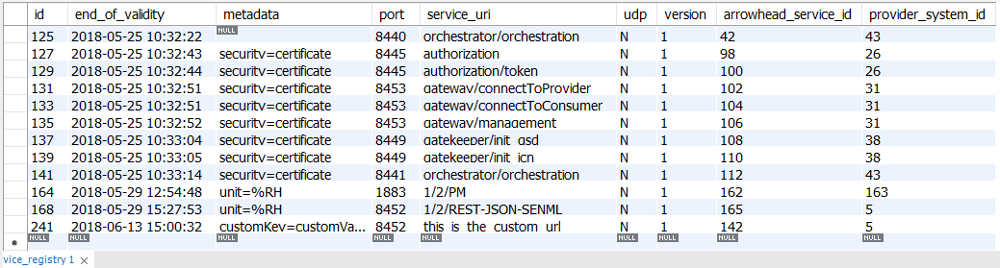 id end_of_validity metadata port service_uri udp version arrowhead_service_id provider_system_id
125 2018-05-25 10:32:22 NULL 8440 orchestrator/orchestration N 1 42 43
127 2018-05-25 10:32:43 security=certificate 8445 authorization N 1 98 26
129 2018-05-25 10:32:44 security=certificate 8445 authorization/token N 1 100 26
131 2018-05-25 10:32:51 security=certificate 8453 gateway/connectToProvider N 1 102 31
133 2018-05-25 10:32:51 security=certificate 8453 gateway/connectToConsumer N 1 104 31
135 2018-05-25 10:32:52 security=certificate 8453 gateway/management N 1 106 31
137 2018-05-25 10:33:04 security=certificate 8449 gatekeeper/init_gsd N 1 108 38
139 2018-05-25 10:33:05 security=certificate 8449 gatekeeper/init_icn N 1 110 38
141 2018-05-25 10:33:14 security=certificate 8441 orchestrator/orchestration N 1 112 43
164 2018-05-29 12:54:48 unit=%RH 1883 1/2/PM N 1 162 163
168 2018-05-29 15:27:53 unit=%RH 8452 1/2/REST-JSON-SENML N 1 165 5
241 2018-06-13 15:00:32 customKey=customVa... 8452 this_is_the_custom_url N 1 142 5
NULL NULL NULL NULL NULL NULL NULL NULL NULL
vice_registry 1